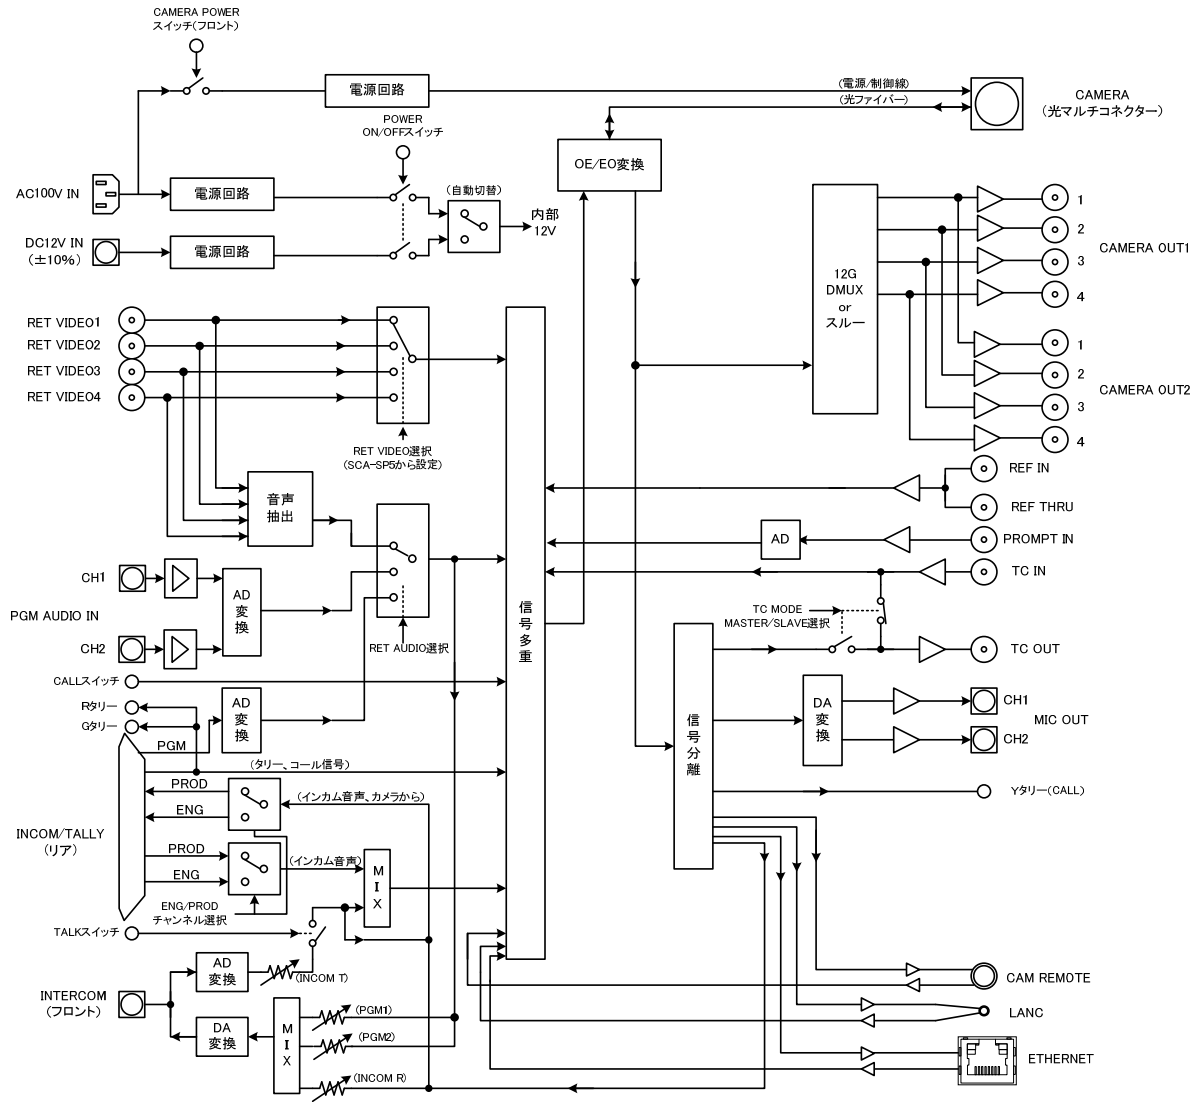 CAMERA POWER
スイッチ(フロント)
電源回路
(電源/制御線)
(光ファイバー)
CAMERA
(光マルチコネクター)
POWER
ON/OFFスイッチ
OE/EO変換
AC100V IN
電源回路
(自動切替)
内部
12V
DC12V IN
(±10%)
電源回路
12G
DMUX
or
スルー
1
2
3
4
CAMERA OUT1
1
2
3
4
CAMERA OUT2
RET VIDEO1
RET VIDEO2
RET VIDEO3
RET VIDEO4
RET VIDEO選択
(SCA-SP5から設定)
音声
抽出
REF IN
REF THRU
AD
PROMPT IN
TC IN
CH1
PGM AUDIO IN
CH2
AD
変
換
RET AUDIO選択
信
号
多
重
TC MODE
MASTER/SLAVE選択
TC OUT
CALLスイッチ
Rタリー
Gタリー
AD
変
換
PGM
信
号
分
離
DA
変
換
CH1
MIC OUT
CH2
(タリー、コール信号)
PROD
(インカム音声、カメラから)
ENG
Yタリー(CALL)
INCOM/TALLY
(リア)
PROD
(インカム音声)
ENG
M
I
X
ENG/PROD
チャンネル選択
TALKスイッチ
AD
変換
(INCOM T)
INTERCOM
(フロント)
DA
変換
M
I
X
(PGM1)
(PGM2)
(INCOM R)
CAM REMOTE
LANC
ETHERNET